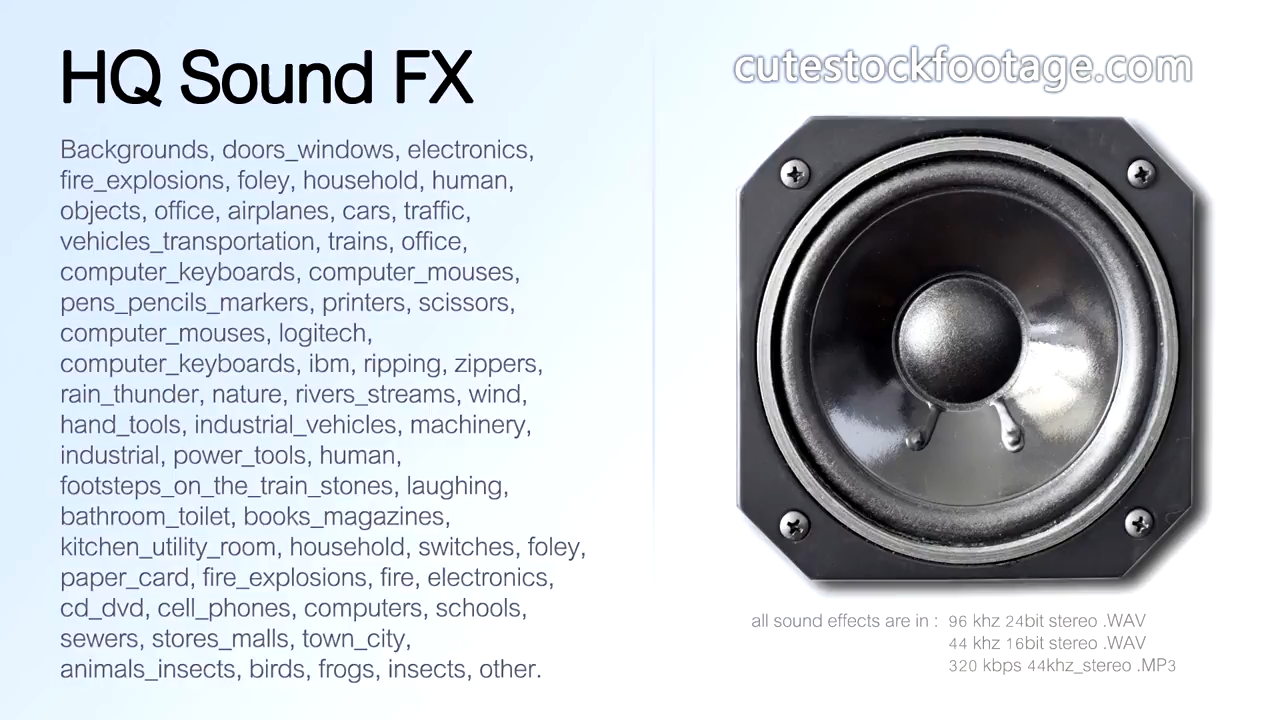 HQ Sound FX
Backgrounds, doors_windows, electronics,
fire_explosions, foley, household, human,
objects, office, airplanes, cars, traffic,
vehicles_transportation, trains, office,
computer_keyboards, computer_mouses,
pens_pencils_markers, printers, scissors,
computer_mouses, logitech,
computer_keyboards, ibm, ripping, zippers,
rain_thunder, nature, rivers_streams, wind,
hand_tools, industrial_vehicles, machinery,
industrial, power_tools, human,
footsteps_on_the_train_stones, laughing,
bathroom_toilet, books_magazines,
kitchen_utility_room, household, switches, foley,
paper_card, fire_explosions, fire, electronics,
cd_dvd, cell_phones, computers, schools,
sewers, stores_malls, town_city,
animals_insects, birds, frogs, insects, other.
cutestockfootage.com
all sound effects are in : 96 khz 24bit stereo .WAV
44 khz 16bit stereo .WAV
320 kbps 44khz_stereo .MP3